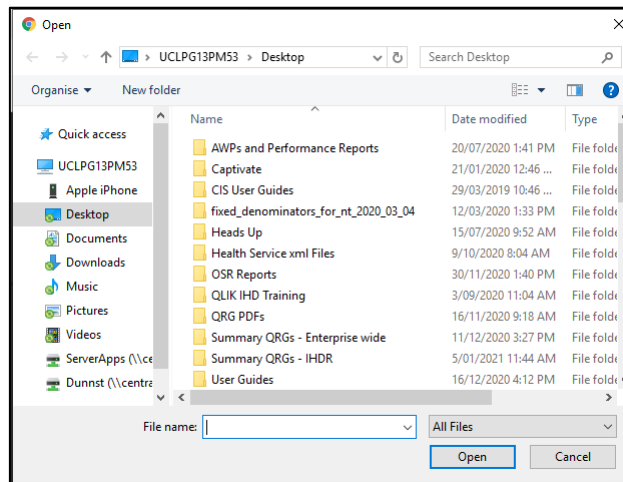 Open
UCLPG13PM53 > Desktop
Search Desktop
Organise
New folder
Name Date modified Type
Quick access
UCLPG13PM53
Apple iPhone
Desktop
Documents
Downloads
Music
Pictures
Videos
ServerApps (\\ce
Dunnst (\\centra
AWPs and Performance Reports 20/07/2020 1:41 PM File folde
Captivate 21/01/2020 12:46 ... File folde
CIS User Guides 29/03/2019 10:46 ... File folde
fixed_denominators_for_nt_2020_03_04 12/03/2020 1:33 PM File folde
Heads Up 15/07/2020 9:52 AM File folde
Health Service xml Files 9/10/2020 8:04 AM File folde
OSR Reports 30/11/2020 1:40 PM File folde
QLIK IHD Training 3/09/2020 11:04 AM File folde
QRG PDFs 16/11/2020 9:18 AM File folde
Summary QRGs - Enterprise wide 11/12/2020 3:27 PM File folde
Summary QRGs - IHDR 5/01/2021 11:44 AM File folde
User Guides 16/12/2020 4:12 PM File folde
File name:
All Files
Open
Cancel